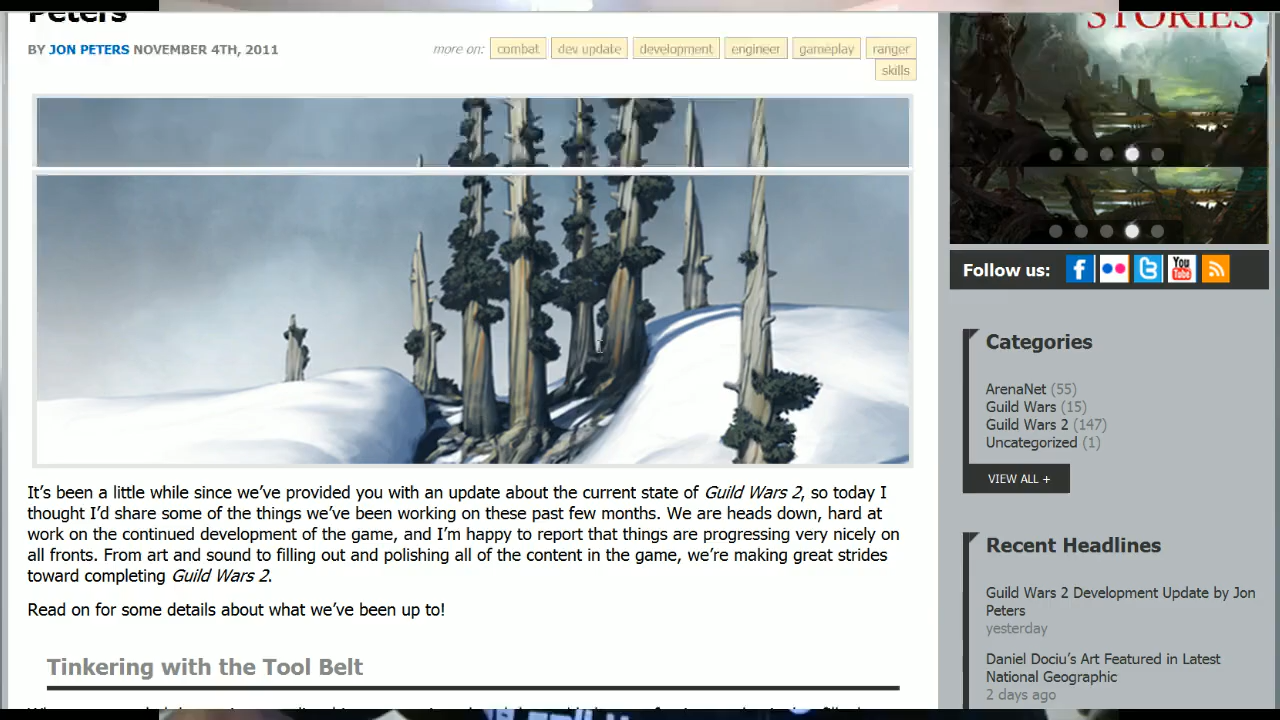 Peters
BY JON PETERS NOVEMBER 4TH, 2011
more on: combat dev update development engineer gameplay ranger
skills
It's been a little while since we've provided you with an update about the current state of Guild Wars 2, so today I
thought I'd share some of the things we've been working on these past few months. We are heads down, hard at
work on the continued development of the game, and I'm happy to report that things are progressing very nicely on
all fronts. From art and sound to filling out and polishing all of the content in the game, we're making great strides
toward completing Guild Wars 2.
Read on for some details about what we've been up to!
Tinkering with the Tool Belt
STORIES
Follow us: f t You Tube
Categories
ArenaNet (55)
Guild Wars (15)
Guild Wars 2 (147)
Uncategorized (1)
VIEW ALL +
Recent Headlines
Guild Wars 2 Development Update by Jon
Peters
yesterday
Daniel Dociu's Art Featured in Latest
National Geographic
2 days ago